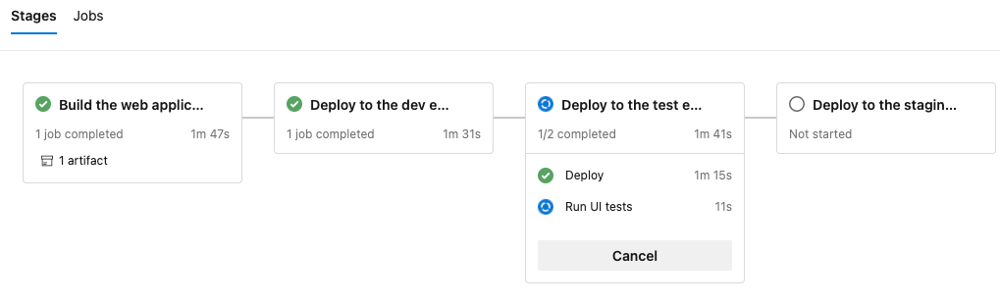 Stages Jobs
Build the web applic...
1 job completed 1m 47s
1 artifact
Deploy to the dev e...
1 job completed 1m 31s
Deploy to the test e...
1/2 completed 1m 41s
Deploy 1m 15s
Run UI tests 11s
Cancel
Deploy to the stagin...
Not started